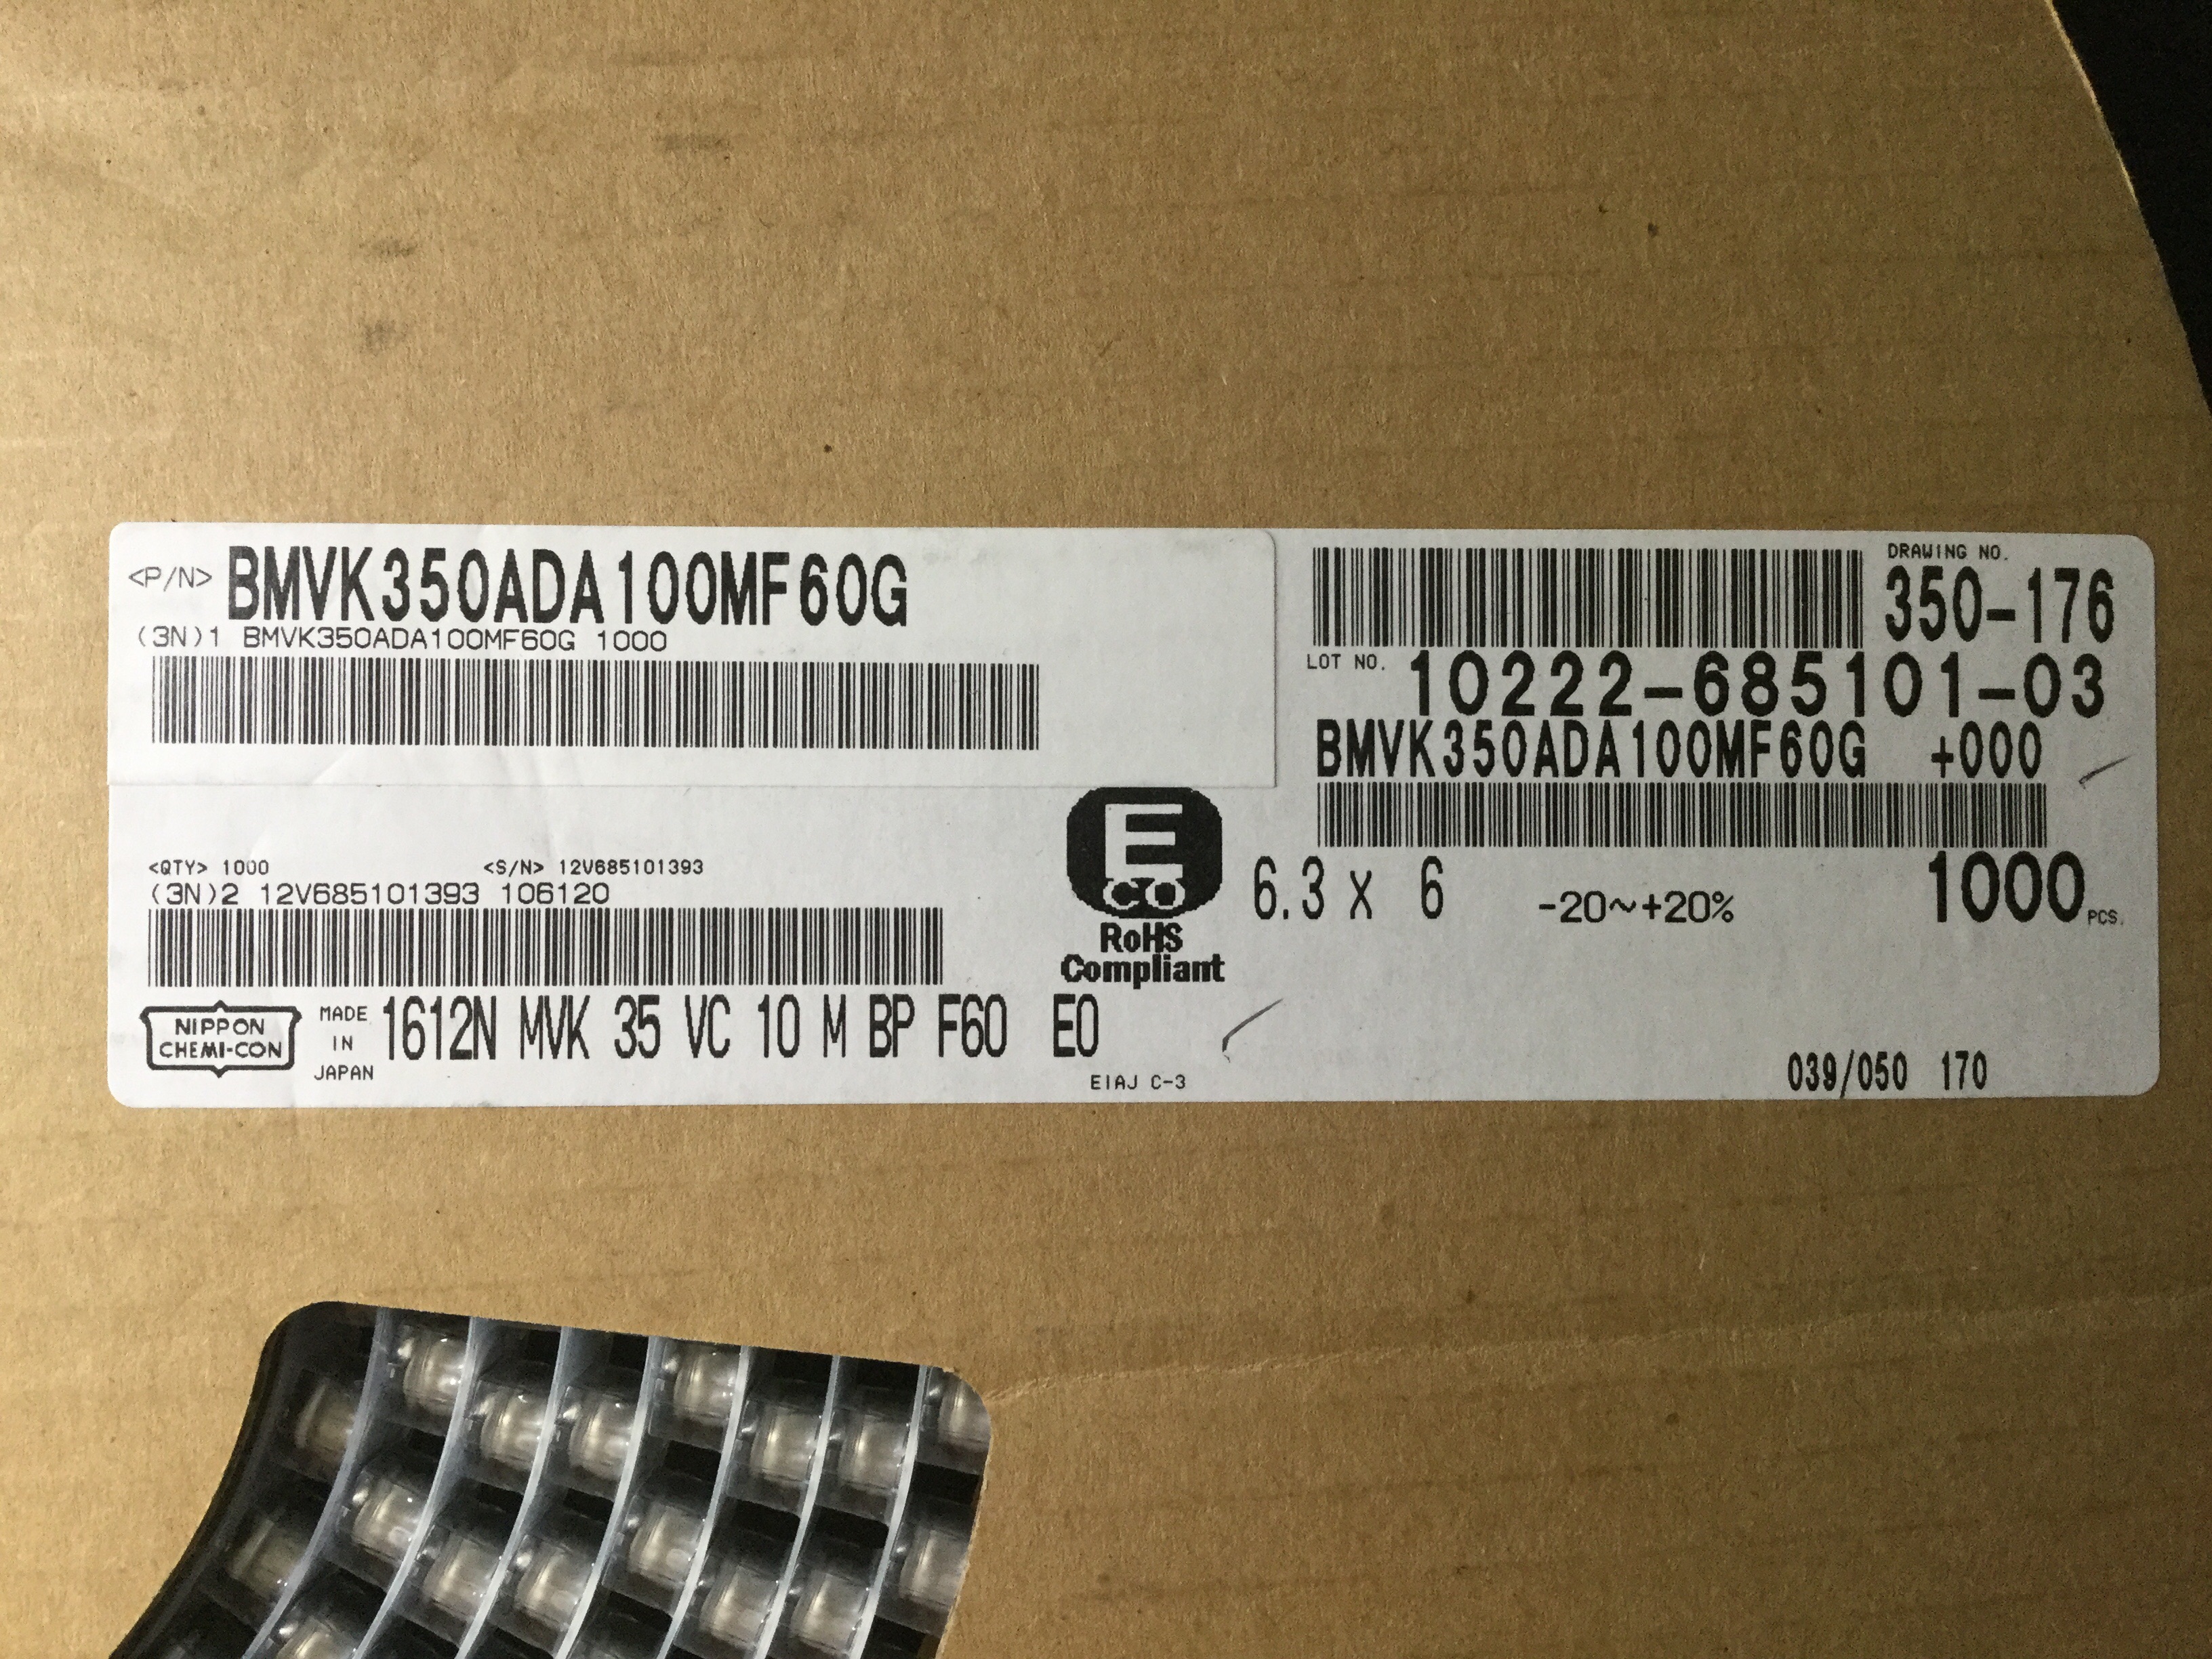 <P/N> BMVK350ADA100MF60G
(3N)1 BMVK350ADA100MF60G 1000
<QTY> 1000 <S/N> 12V685101393
(3N)2 12V685101393 106120
NIPPON
CHEMI-CON
MADE
IN
JAPAN
1612N MVK 35 VC 10 M BP F60 E0
EIAJ C-3
E
CO
RoHS
Compliant
DRAWING NO.
350-176
LOT NO. 10222-685101-03
BMVK350ADA100MF60G +000
6.3 x 6 -20~+20% 1000 PCS.
039/050 170